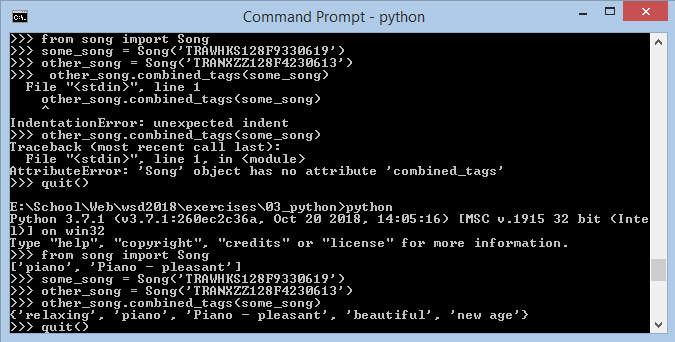 Command Prompt - python
>>> from song import Song
>>> some_song = Song('TRAWHKS128F9330619')
>>> other_song = Song('TRANXZZ128F4230613')
>>>  other_song.combined_tags(some_song)
  File "<stdin>", line 1
    other_song.combined_tags(some_song)
    ^
IndentationError: unexpected indent
>>> other_song.combined_tags(some_song)
Traceback (most recent call last):
  File "<stdin>", line 1, in <module>
AttributeError: 'Song' object has no attribute 'combined_tags'
>>> quit()
E:\School\Web\wsd2018\exercises\03_python>python
Python 3.7.1 (v3.7.1:260ec2c36a, Oct 20 2018, 14:05:16) [MSC v.1915 32 bit (Inte
l)] on win32
Type "help", "copyright", "credits" or "license" for more information.
>>> from song import Song
['piano', 'Piano - pleasant']
>>> some_song = Song('TRAWHKS128F9330619')
>>> other_song = Song('TRANXZZ128F4230613')
>>> other_song.combined_tags(some_song)
{'relaxing', 'piano', 'Piano - pleasant', 'beautiful', 'new age'}
>>> quit()